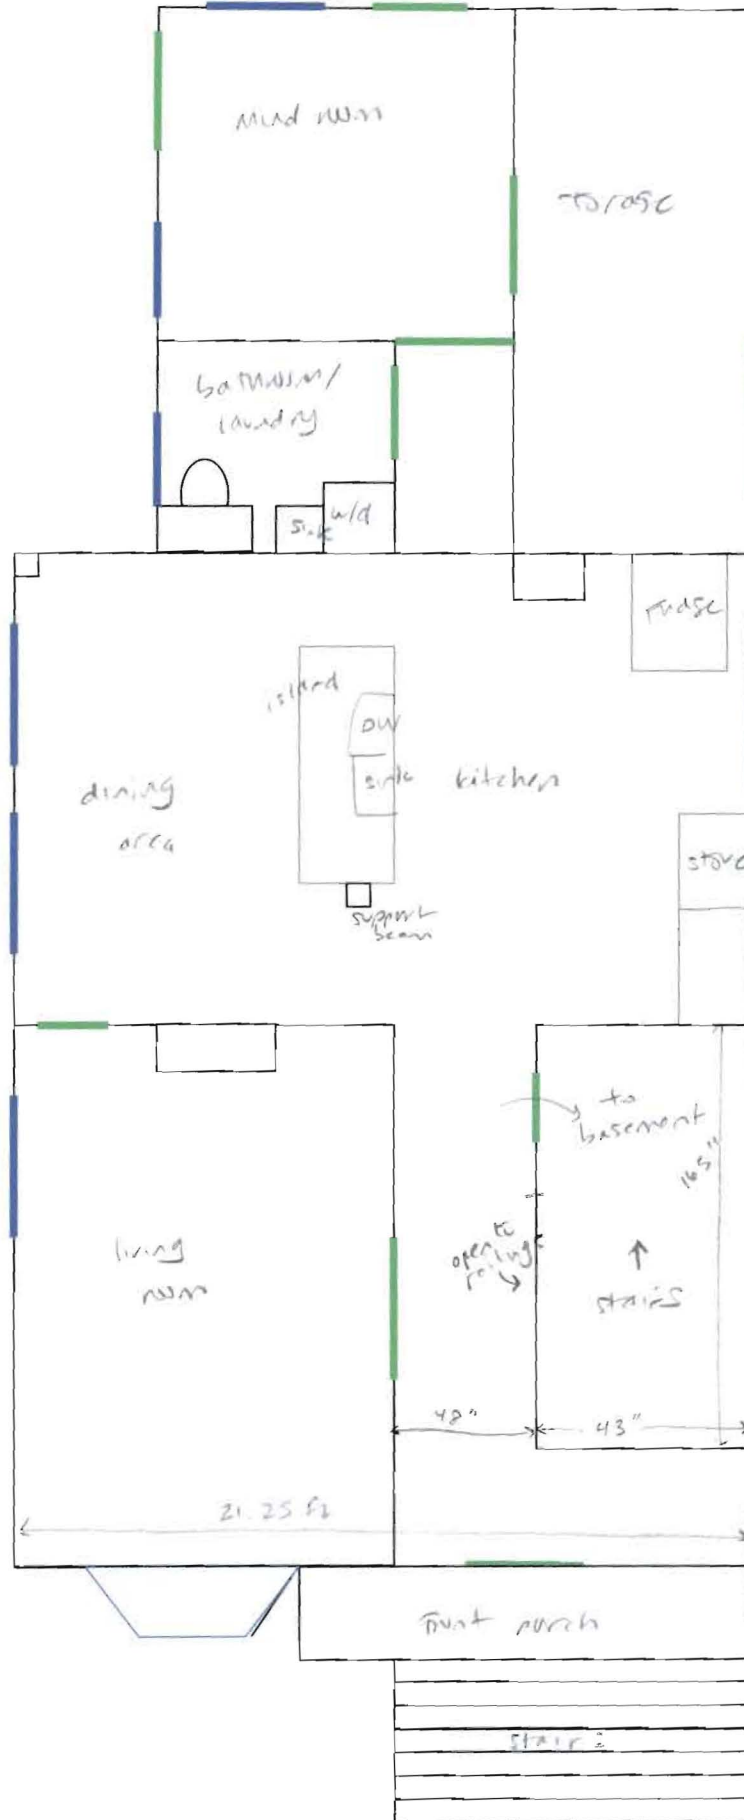 mud room
storage
bathroom/
laundry
sink
w/d
fridge
island
DW
sink
kitchen
dining
area
stove
support
beam
to
basement
165"
living
room
open to
railing
stairs
48"
43"
21.25 ft
front porch
stairs